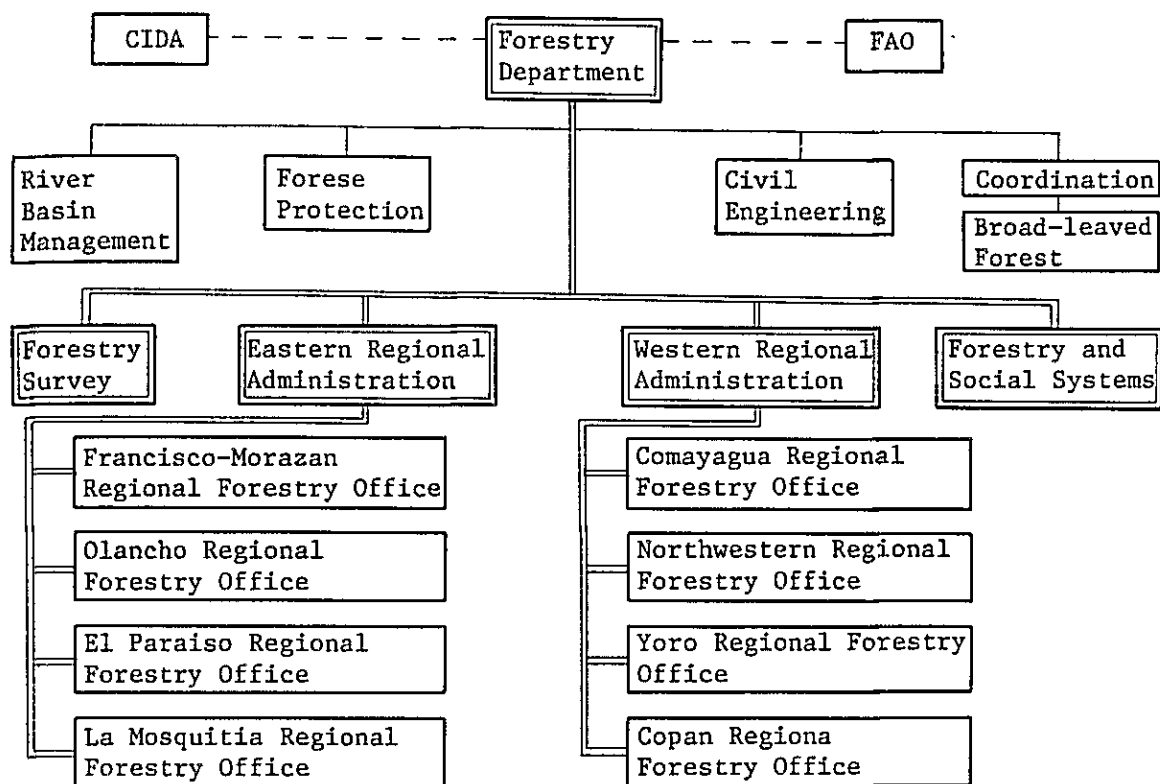 CIDA
Forestry
Department
FAO
River
Basin
Management
Forese
Protection
Civil
Engineering
Coordination
Broad-leaved
Forest
Forestry
Survey
Eastern Regional
Administration
Western Regional
Administration
Forestry and
Social Systems
Francisco-Morazan
Regional Forestry Office
Olancho Regional
Forestry Office
El Paraiso Regional
Forestry Office
La Mosquitia Regional
Forestry Office
Comayagua Regional
Forestry Office
Northwestern Regional
Forestry Office
Yoro Regional Forestry
Office
Copan Regiona
Forestry Office